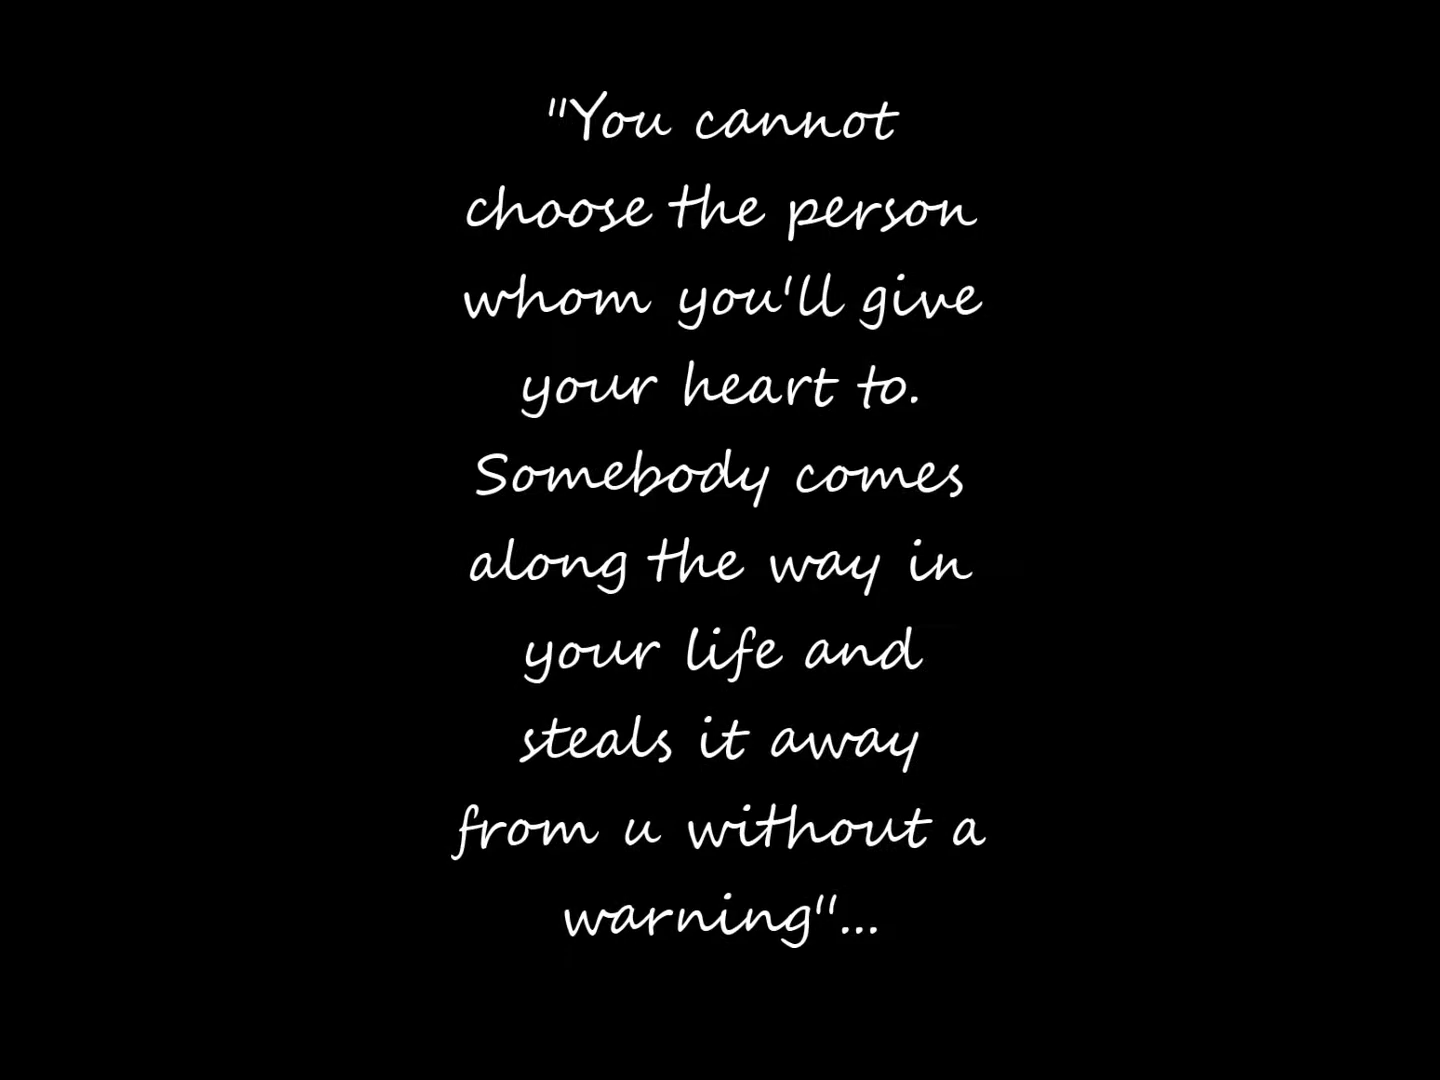 "You cannot
choose the person
whom you'll give
your heart to.
Somebody comes
along the way in
your life and
steals it away
from u without a
warning"...